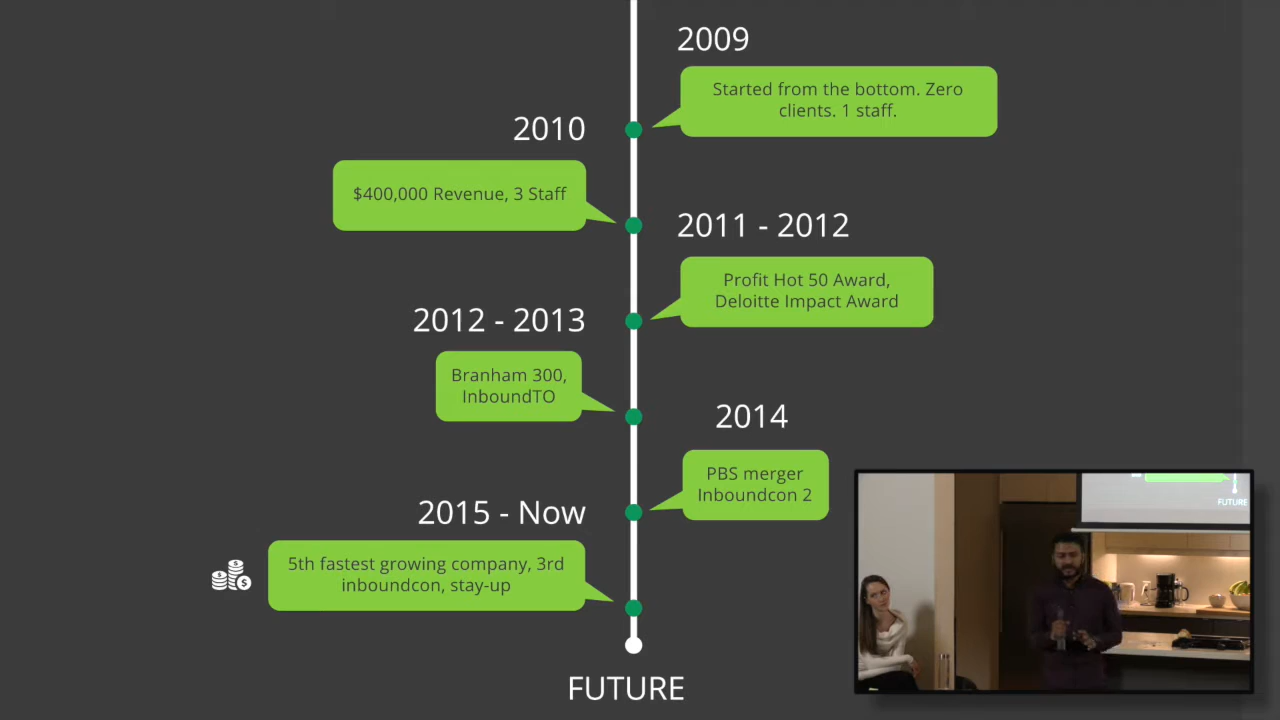 2009
Started from the bottom. Zero
clients. 1 staff.
2010
$400,000 Revenue, 3 Staff
2011 - 2012
Profit Hot 50 Award,
Deloitte Impact Award
2012 - 2013
Branham 300,
InboundTO
2014
PBS merger
Inboundcon 2
2015 - Now
5th fastest growing company, 3rd
inboundcon, stay-up
FUTURE
FUTURE